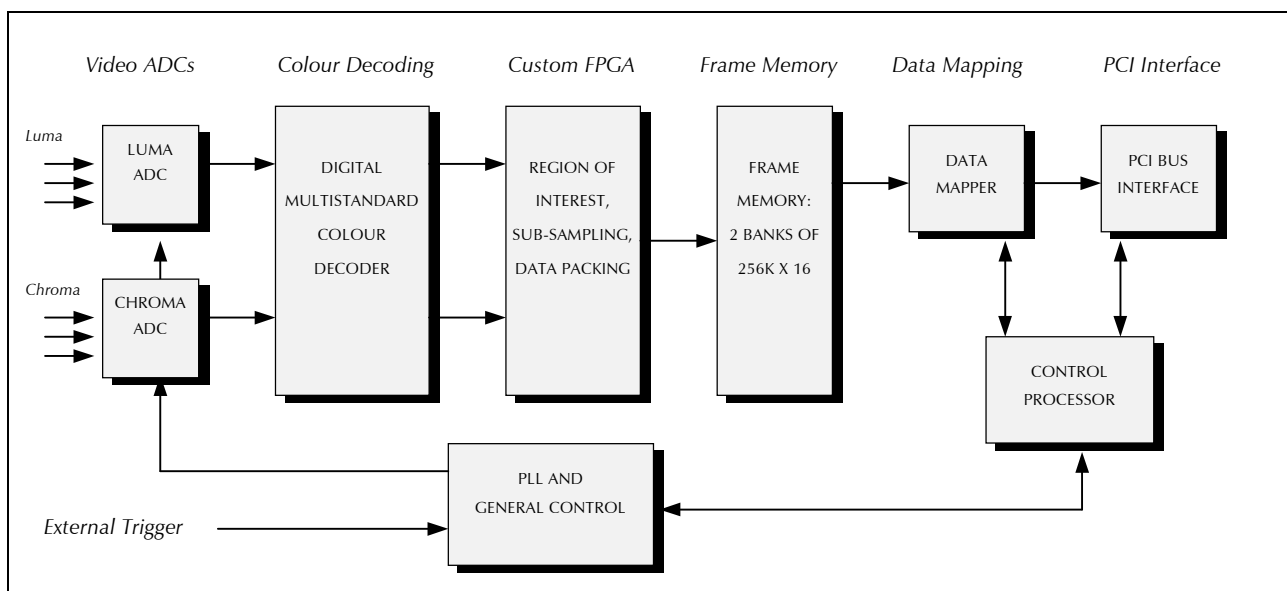 Video ADCs
Colour Decoding
Custom FPGA
Frame Memory
Data Mapping
PCI Interface
Luma
LUMA
ADC
Chroma
CHROMA
ADC
DIGITAL
MULTISTANDARD
COLOUR
DECODER
REGION OF
INTEREST,
SUB-SAMPLING,
DATA PACKING
FRAME
MEMORY:
2 BANKS OF
256K X 16
DATA
MAPPER
PCI BUS
INTERFACE
CONTROL
PROCESSOR
PLL AND
GENERAL CONTROL
External Trigger